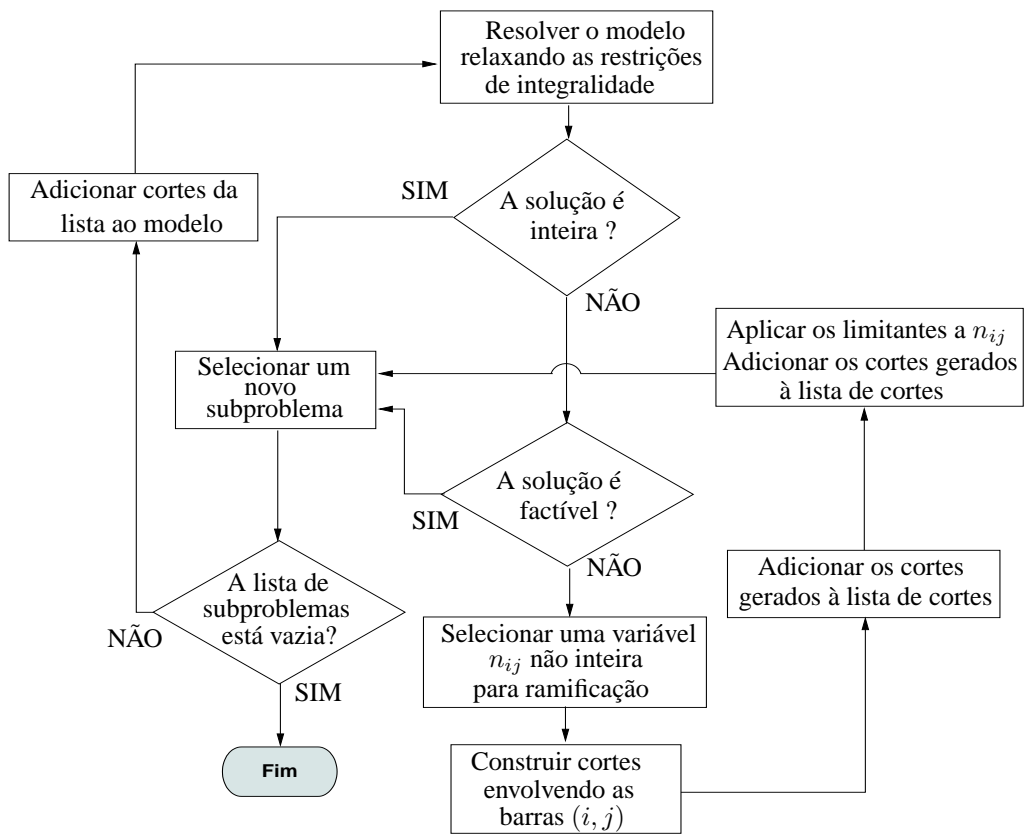 Resolver o modelo
relaxando as restrições
de integralidade
Adicionar cortes da
lista ao modelo
SIM
A solução é
inteira ?
NÃO
Aplicar os limitantes a n_{ij}
Adicionar os cortes gerados
à lista de cortes
Selecionar um
novo
subproblema
A solução é
factível ?
SIM
NÃO
Adicionar os cortes
gerados à lista de cortes
A lista de
subproblemas
está vazia?
NÃO
SIM
Selecionar uma variável
n_{ij} não inteira
para ramificação
Fim
Construir cortes
envolvendo as
barras (i, j)